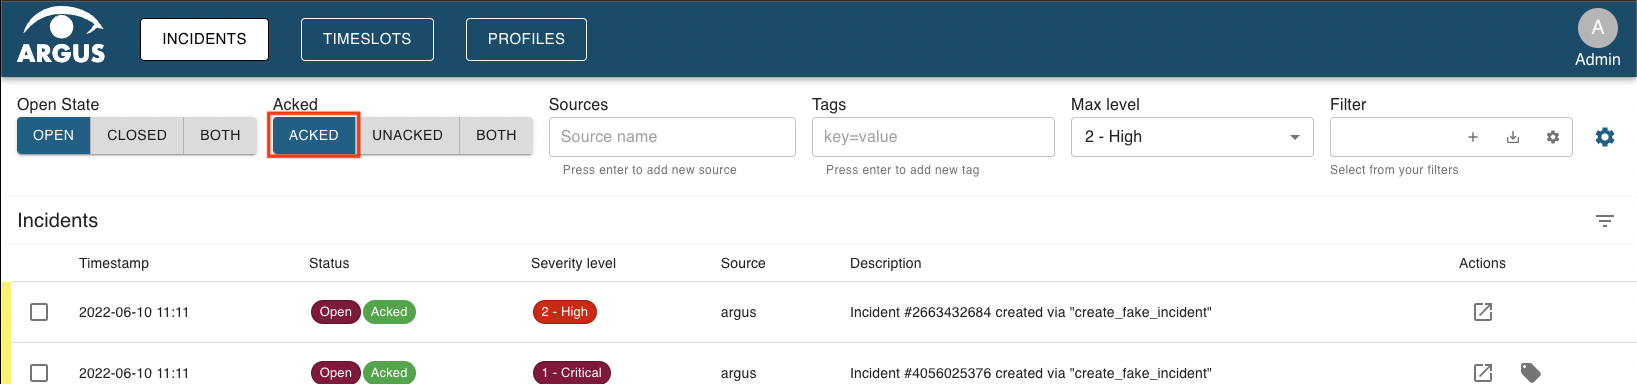 ARGUS INCIDENTS TIMESLOTS PROFILES A
Admin
Open State Acked Sources Tags Max level Filter
OPEN CLOSED BOTH ACKED UNACKED BOTH Source name key=value 2 - High +
Press enter to add new source Press enter to add new tag Select from your filters
Incidents
Timestamp Status Severity level Source Description Actions
2022-06-10 11:11 Open Acked 2 - High argus Incident #2663432684 created via "create_fake_incident"
2022-06-10 11:11 Open Acked 1 - Critical argus Incident #4056025376 created via "create_fake_incident"